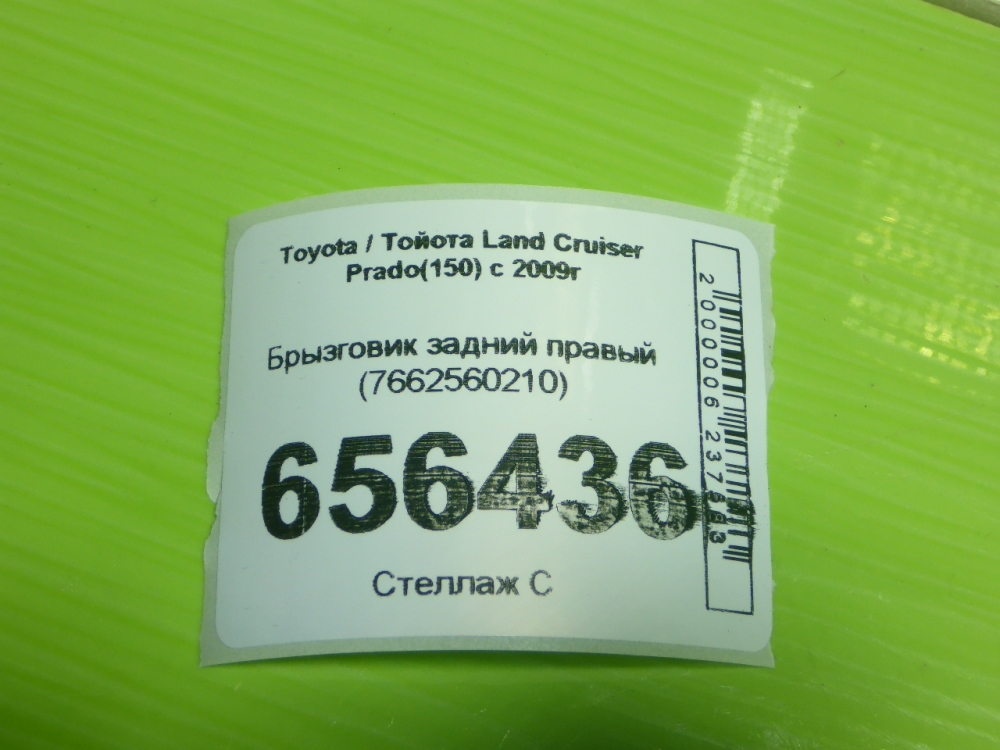 Toyota / Тойота Land Cruiser
Prado(150) с 2009г
Брызговик задний правый
(7662560210)
656436
Стеллаж С